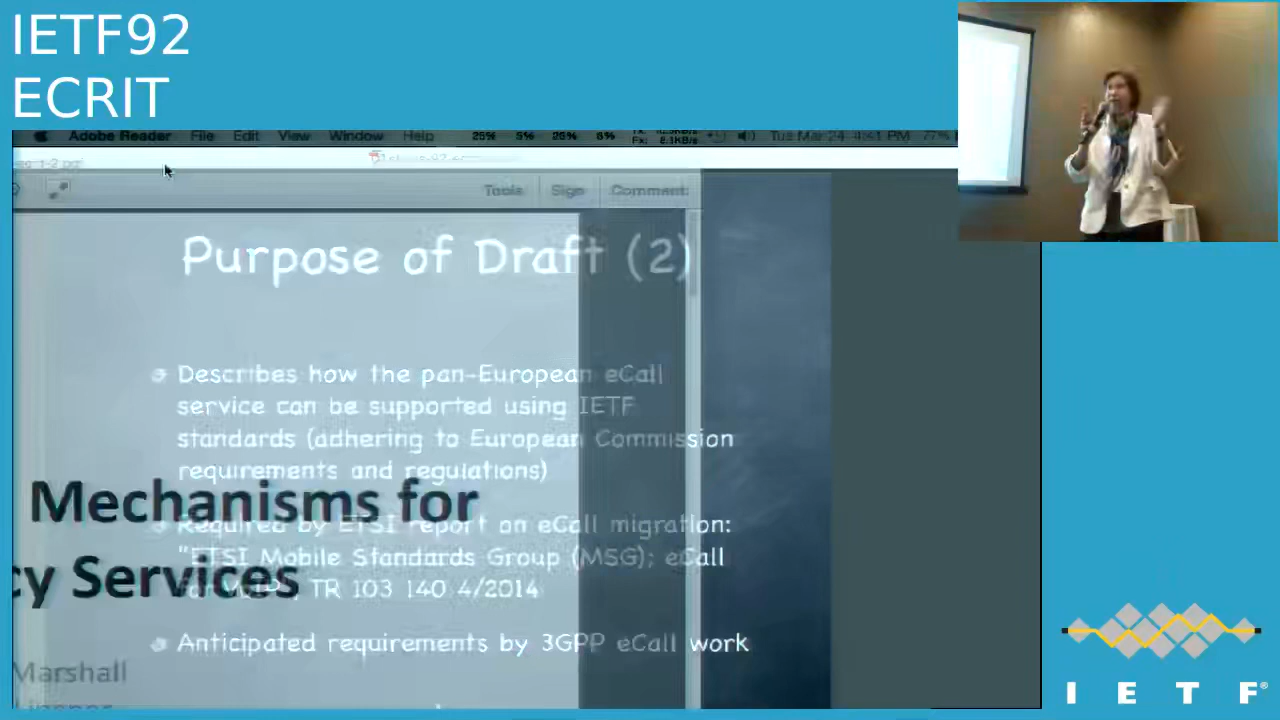 IETF92
ECRIT
Adobe Reader File Edit View Window Help 25% 5% 26% 6% Tue Mar 24 4:41 PM 77%
Tools Sign Comment
Purpose of Draft (2)
Describes how the pan-European eCall
service can be supported using IETF
standards (adhering to European Commission
requirements and regulations)
Mechanisms for
Required by ETSI report on eCall migration:
"ETSI Mobile Standards Group (MSG); eCall
cy Services
TR 103 140 4/2014
Anticipated requirements by 3GPP eCall work
Marshall
I E T F®